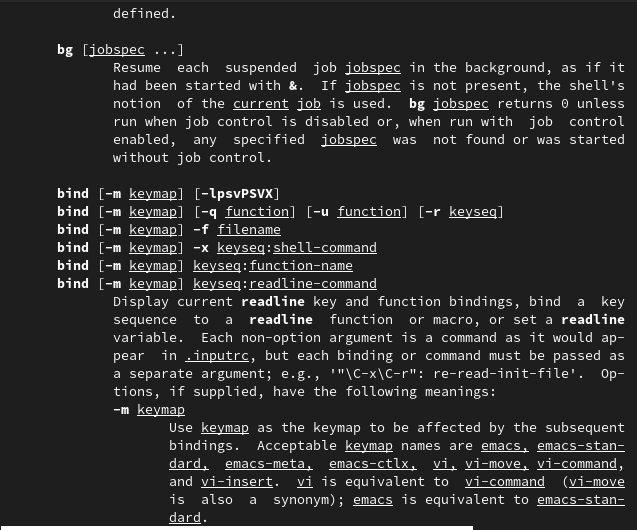 defined.
bg [jobspec ...]
Resume each suspended job jobspec in the background, as if it
had been started with &. If jobspec is not present, the shell's
notion of the current job is used. bg jobspec returns 0 unless
run when job control is disabled or, when run with job control
enabled, any specified jobspec was not found or was started
without job control.
bind [-m keymap] [-lpsvPSVX]
bind [-m keymap] [-q function] [-u function] [-r keyseq]
bind [-m keymap] -f filename
bind [-m keymap] -x keyseq:shell-command
bind [-m keymap] keyseq:function-name
bind [-m keymap] keyseq:readline-command
Display current readline key and function bindings, bind a key
sequence to a readline function or macro, or set a readline
variable. Each non-option argument is a command as it would ap-
pear in .inputrc, but each binding or command must be passed as
a separate argument; e.g., '"\C-x\C-r": re-read-init-file'. Op-
tions, if supplied, have the following meanings:
-m keymap
Use keymap as the keymap to be affected by the subsequent
bindings. Acceptable keymap names are emacs, emacs-stan-
dard, emacs-meta, emacs-ctlx, vi, vi-move, vi-command,
and vi-insert. vi is equivalent to vi-command (vi-move
is also a synonym); emacs is equivalent to emacs-stan-
dard.